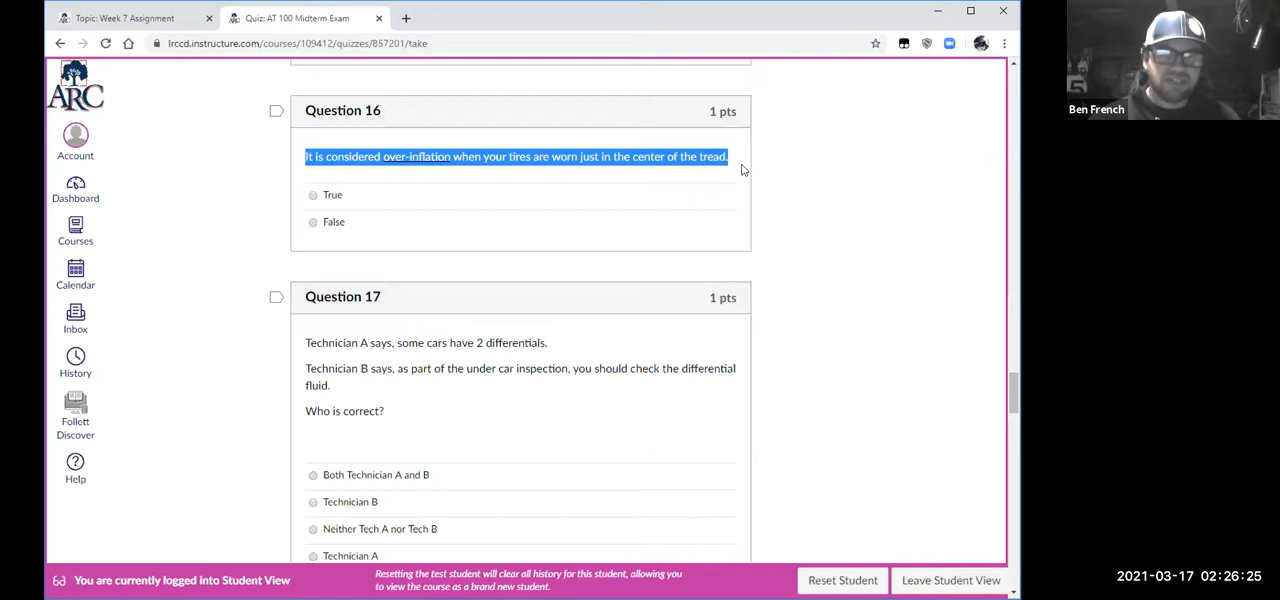 Topic: Week 7 Assignment
Quiz: AT 100 Midterm Exam
lrccd.instructure.com/courses/109412/quizzes/857201/take
ARC
Account
Dashboard
Courses
Calendar
Inbox
History
Follett
Discover
Help
Question 16
1 pts
It is considered over-inflation when your tires are worn just in the center of the tread.
True
False
Question 17
1 pts
Technician A says, some cars have 2 differentials.
Technician B says, as part of the under car inspection, you should check the differential
fluid.
Who is correct?
Both Technician A and B
Technician B
Neither Tech A nor Tech B
Technician A
You are currently logged into Student View
Resetting the test student will clear all history for this student, allowing you
to view the course as a brand new student.
Reset Student
Leave Student View
Ben French
2021-03-17 02:26:25